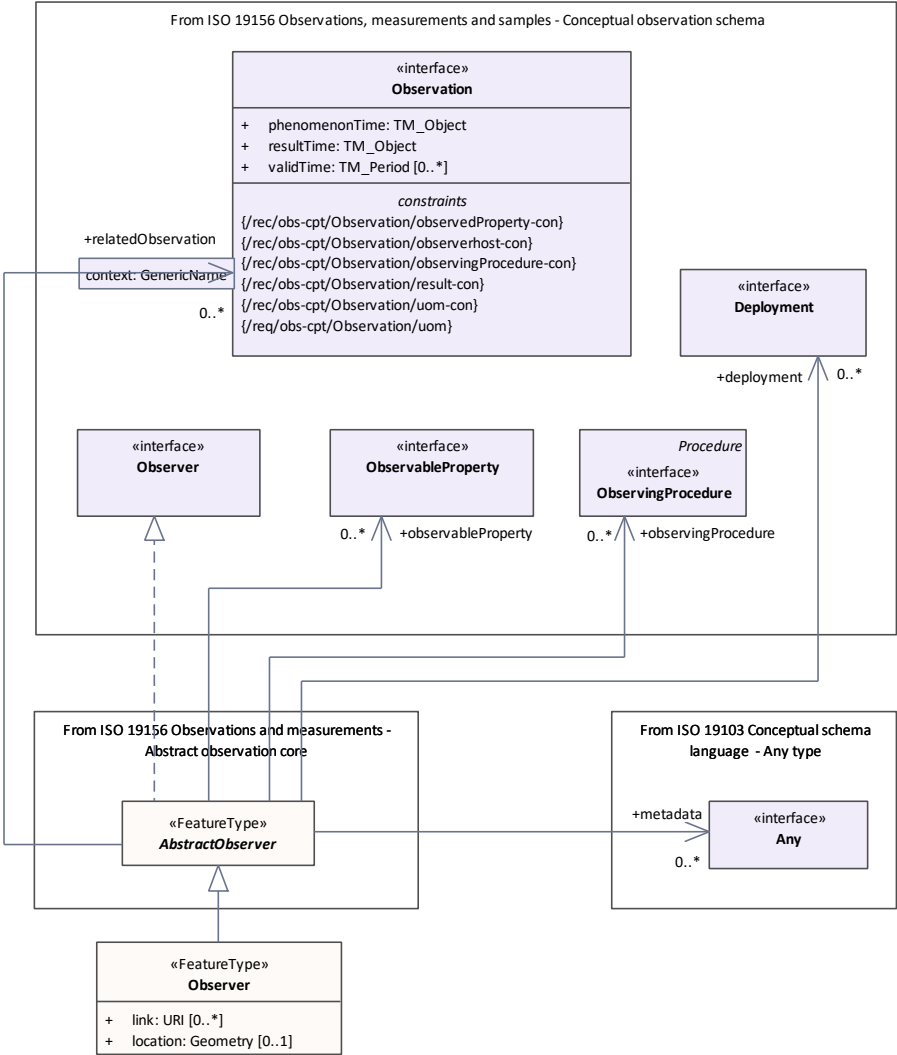 From ISO 19156 Observations, measurements and samples - Conceptual observation schema
«interface»
Observation
+ phenomenonTime: TM_Object
+ resultTime: TM_Object
+ validTime: TM_Period [0..*]
constraints
{/rec/obs-cpt/Observation/observedProperty-con}
{/rec/obs-cpt/Observation/observerhost-con}
{/rec/obs-cpt/Observation/observingProcedure-con}
{/rec/obs-cpt/Observation/result-con}
{/rec/obs-cpt/Observation/uom-con}
{/req/obs-cpt/Observation/uom}
+relatedObservation
context: GenericName
0..*
«interface»
Deployment
+deployment
0..*
«interface»
Observer
«interface»
ObservableProperty
0..*
+observableProperty
Procedure
«interface»
ObservingProcedure
0..*
+observingProcedure
From ISO 19156 Observations and measurements -
Abstract observation core
«FeatureType»
AbstractObserver
From ISO 19103 Conceptual schema
language - Any type
+metadata
0..*
«interface»
Any
«FeatureType»
Observer
+ link: URI [0..*]
+ location: Geometry [0..1]